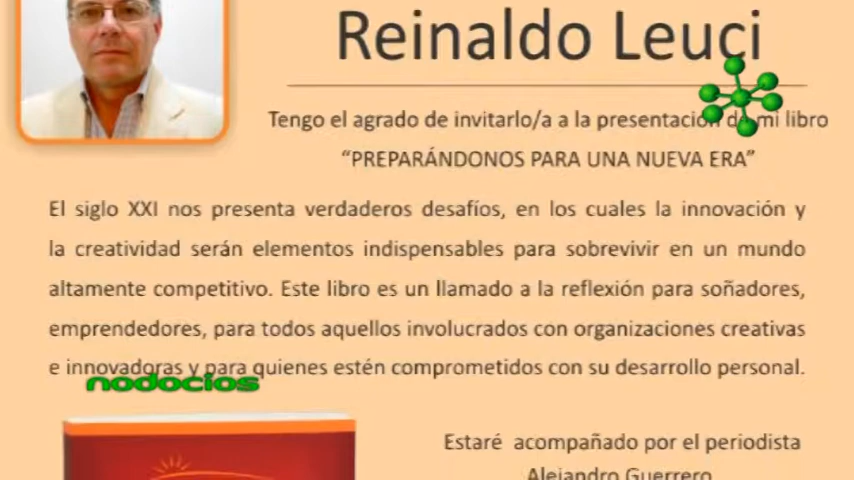 Reinaldo Leuci
Tengo el agrado de invitarlo/a a la presentación de mi libro
“PREPARÁNDONOS PARA UNA NUEVA ERA”
El siglo XXI nos presenta verdaderos desafíos, en los cuales la innovación y
la creatividad serán elementos indispensables para sobrevivir en un mundo
altamente competitivo. Este libro es un llamado a la reflexión para soñadores,
emprendedores, para todos aquellos involucrados con organizaciones creativas
e innovadoras y para quienes estén comprometidos con su desarrollo personal.
nodocios
Estaré acompañado por el periodista
Alejandro Guerrero